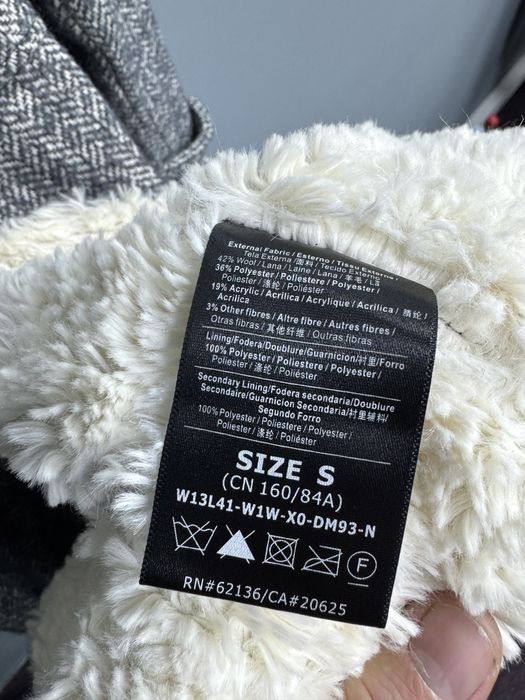 External Fabric / Esterno / Tissu Externe /
Tela Externa / 面料 / Tecido Externo
42% Wool / Lana / Laine / Lana / 羊毛 / Lã
36% Polyester / Poliestere / Polyester /
Poliéster / 涤纶 / Poliéster
19% Acrylic / Acrilica / Acrylique / Acrilica / 腈纶 /
Acrilica
3% Other fibres / Altre fibre / Autres fibres /
Otras fibras / 其他纤维 / Outras fibras
Lining/Fodera/Doublure/Guarnicion/衬里/Forro
100% Polyester / Poliestere / Polyester /
Poliéster / 涤纶 / Poliéster
Secondary Lining/Fodera secondaria/Doublure
Secondaire/Guarnicion Secondaria/衬里辅料/
Segundo Forro
100% Polyester / Poliestere / Polyester /
Poliéster / 涤纶 / Poliéster
SIZE S
(CN 160/84A)
W13L41-W1W-X0-DM93-N
F
RN#62136/CA#20625